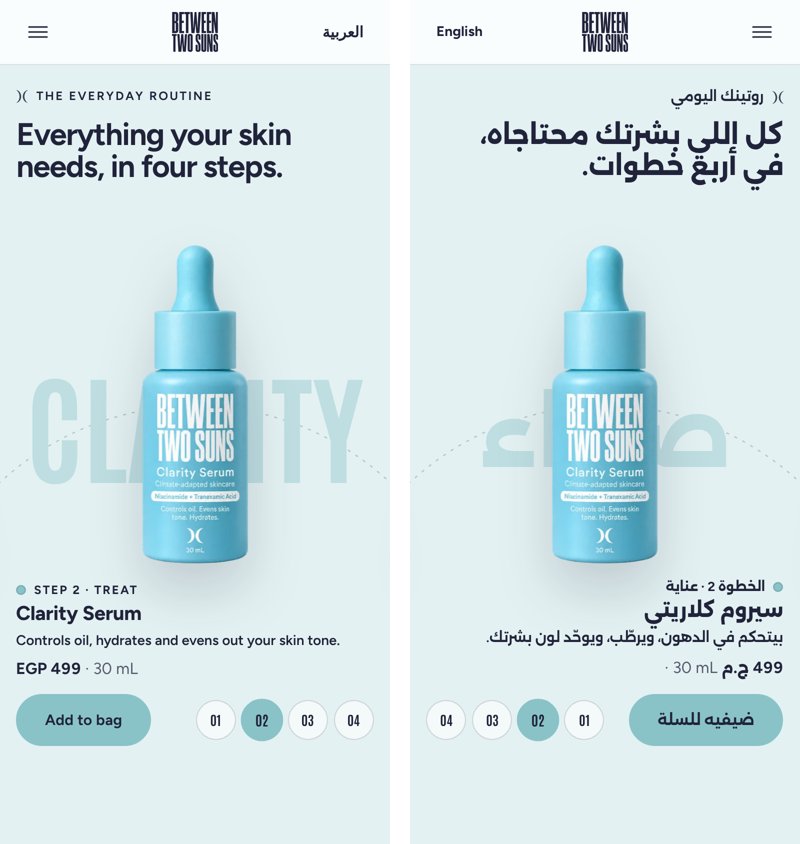 BETWEEN
TWO SUNS
العربية
THE EVERYDAY ROUTINE
Everything your skin
needs, in four steps.
CLARITY
BETWEEN
TWO SUNS
Clarity Serum
Climate-adapted skincare
Niacinamide + Tranexamic Acid
Controls oil. Evens skin
tone. Hydrates.
30 mL
STEP 2 · TREAT
Clarity Serum
Controls oil, hydrates and evens out your skin tone.
EGP 499 · 30 mL
Add to bag
01
02
03
04
English
BETWEEN
TWO SUNS
روتينك اليومي
كل اللي بشرتك محتاجاه،
في أربع خطوات.
BETWEEN
TWO SUNS
Clarity Serum
Climate-adapted skincare
Niacinamide + Tranexamic Acid
Controls oil. Evens skin
tone. Hydrates.
30 mL
الخطوة 2 · عناية
سيروم كلاريتي
بيتحكم في الدهون، ويرطّب، ويوحّد لون بشرتك.
499 ج.م 30 mL ·
ضيفيه للسلة
01
02
03
04